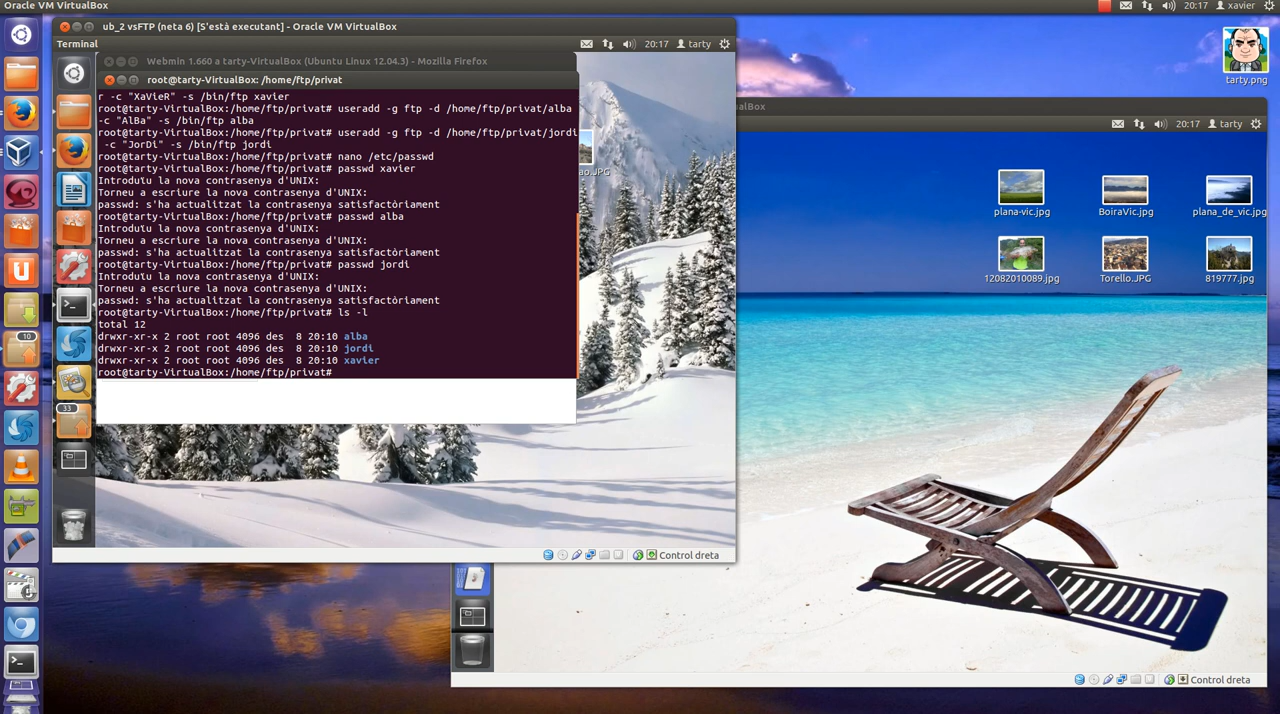 Oracle VM VirtualBox
20:17 xavier
ub_2 vsFTP (neta 6) [S'està executant] - Oracle VM VirtualBox
Terminal
20:17 tarty
Webmin 1.660 a tarty-VirtualBox (Ubuntu Linux 12.04.3) - Mozilla Firefox
root@tarty-VirtualBox: /home/ftp/privat
r -c "XaVieR" -s /bin/ftp xavier
root@tarty-VirtualBox:/home/ftp/privat# useradd -g ftp -d /home/ftp/privat/alba
-c "AlBa" -s /bin/ftp alba
root@tarty-VirtualBox:/home/ftp/privat# useradd -g ftp -d /home/ftp/privat/jordi
-c "JorDi" -s /bin/ftp jordi
root@tarty-VirtualBox:/home/ftp/privat# nano /etc/passwd
root@tarty-VirtualBox:/home/ftp/privat# passwd xavier
Introduïu la nova contrasenya d'UNIX:
Torneu a escriure la nova contrasenya d'UNIX:
passwd: s'ha actualitzat la contrasenya satisfactòriament
root@tarty-VirtualBox:/home/ftp/privat# passwd alba
Introduïu la nova contrasenya d'UNIX:
Torneu a escriure la nova contrasenya d'UNIX:
passwd: s'ha actualitzat la contrasenya satisfactòriament
root@tarty-VirtualBox:/home/ftp/privat# passwd jordi
Introduïu la nova contrasenya d'UNIX:
Torneu a escriure la nova contrasenya d'UNIX:
passwd: s'ha actualitzat la contrasenya satisfactòriament
root@tarty-VirtualBox:/home/ftp/privat# ls -l
total 12
drwxr-xr-x 2 root root 4096 des  8 20:10 alba
drwxr-xr-x 2 root root 4096 des  8 20:10 jordi
drwxr-xr-x 2 root root 4096 des  8 20:10 xavier
root@tarty-VirtualBox:/home/ftp/privat#
ao.JPG
10
33
Control dreta
tarty.png
ualBox
20:17 tarty
plana-vic.jpg
BoiraVic.jpg
plana_de_vic.jpg
12082010089.jpg
Torello.JPG
819777.jpg
Control dreta